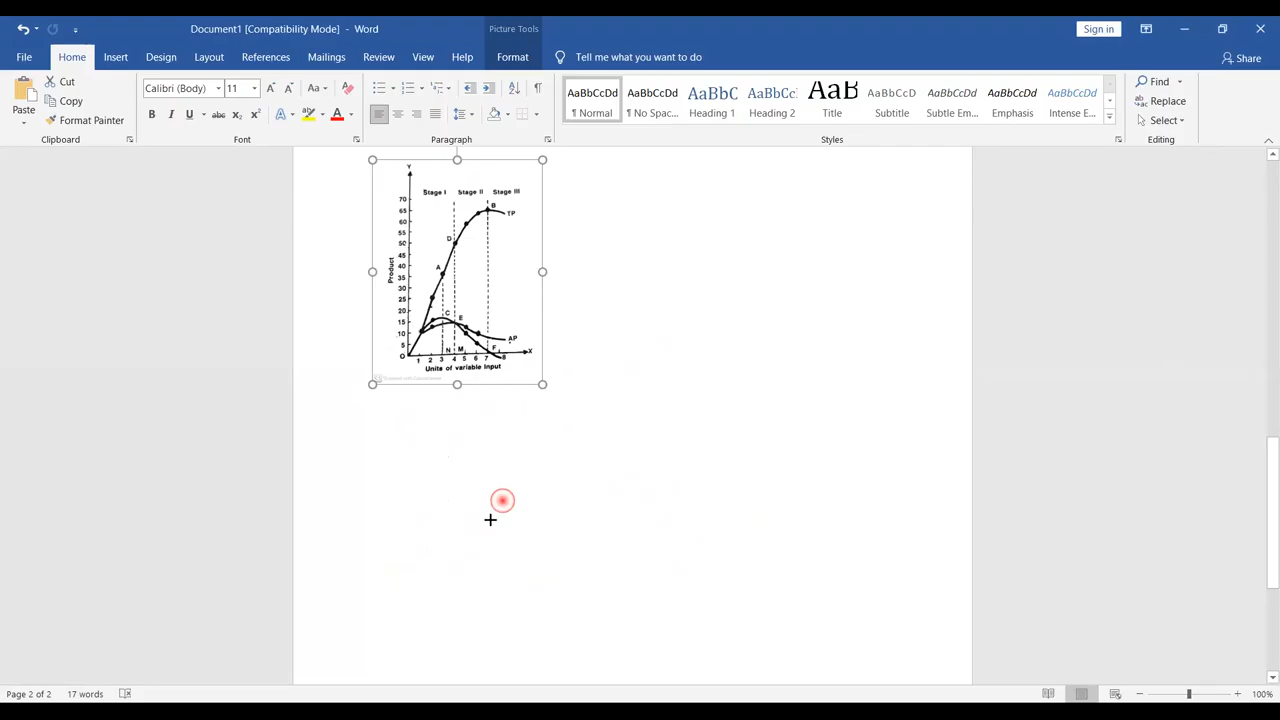 Document1 [Compatibility Mode] - Word
Picture Tools
Sign in
File
Home
Insert
Design
Layout
References
Mailings
Review
View
Help
Format
Tell me what you want to do
Share
Paste
Cut
Copy
Format Painter
Calibri (Body)
11
Aa
B I U abc x₂ x² A A
AaBbCcDd
AaBbCcDd
AaBbC
AaBbCc
AaB
AaBbCcD
AaBbCcDd
AaBbCcDd
AaBbCcDd
¶ Normal
¶ No Spac...
Heading 1
Heading 2
Title
Subtitle
Subtle Em...
Emphasis
Intense E...
Find
Replace
Select
Clipboard
Font
Paragraph
Styles
Editing
Y
Stage I
Stage II
Stage III
70
65
60
55
50
45
40
35
30
25
20
15
10
5
O
Product
B
TP
D
A
C
E
AP
N
M
F
X
1 2 3 4 5 6 7 8
Units of variable Input
Page 2 of 2
17 words
100%